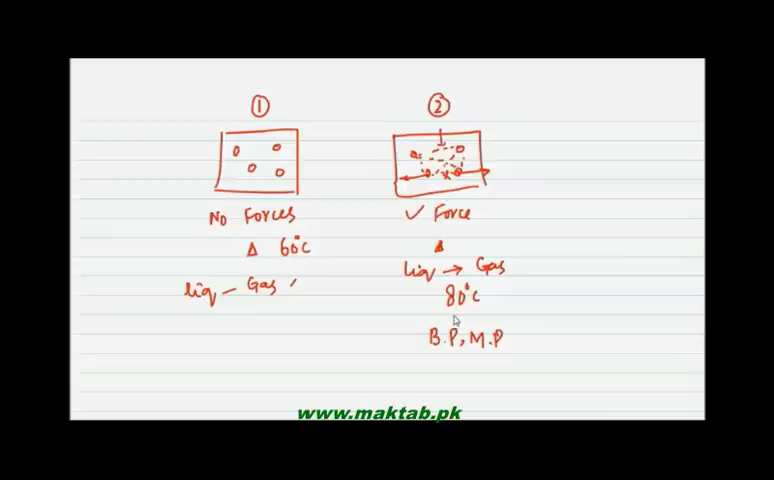 ① ②
No Forces ✓ Force
Δ 60°C Δ
liq – Gas liq → Gas
80°C
B.P, M.P
www.maktab.pk